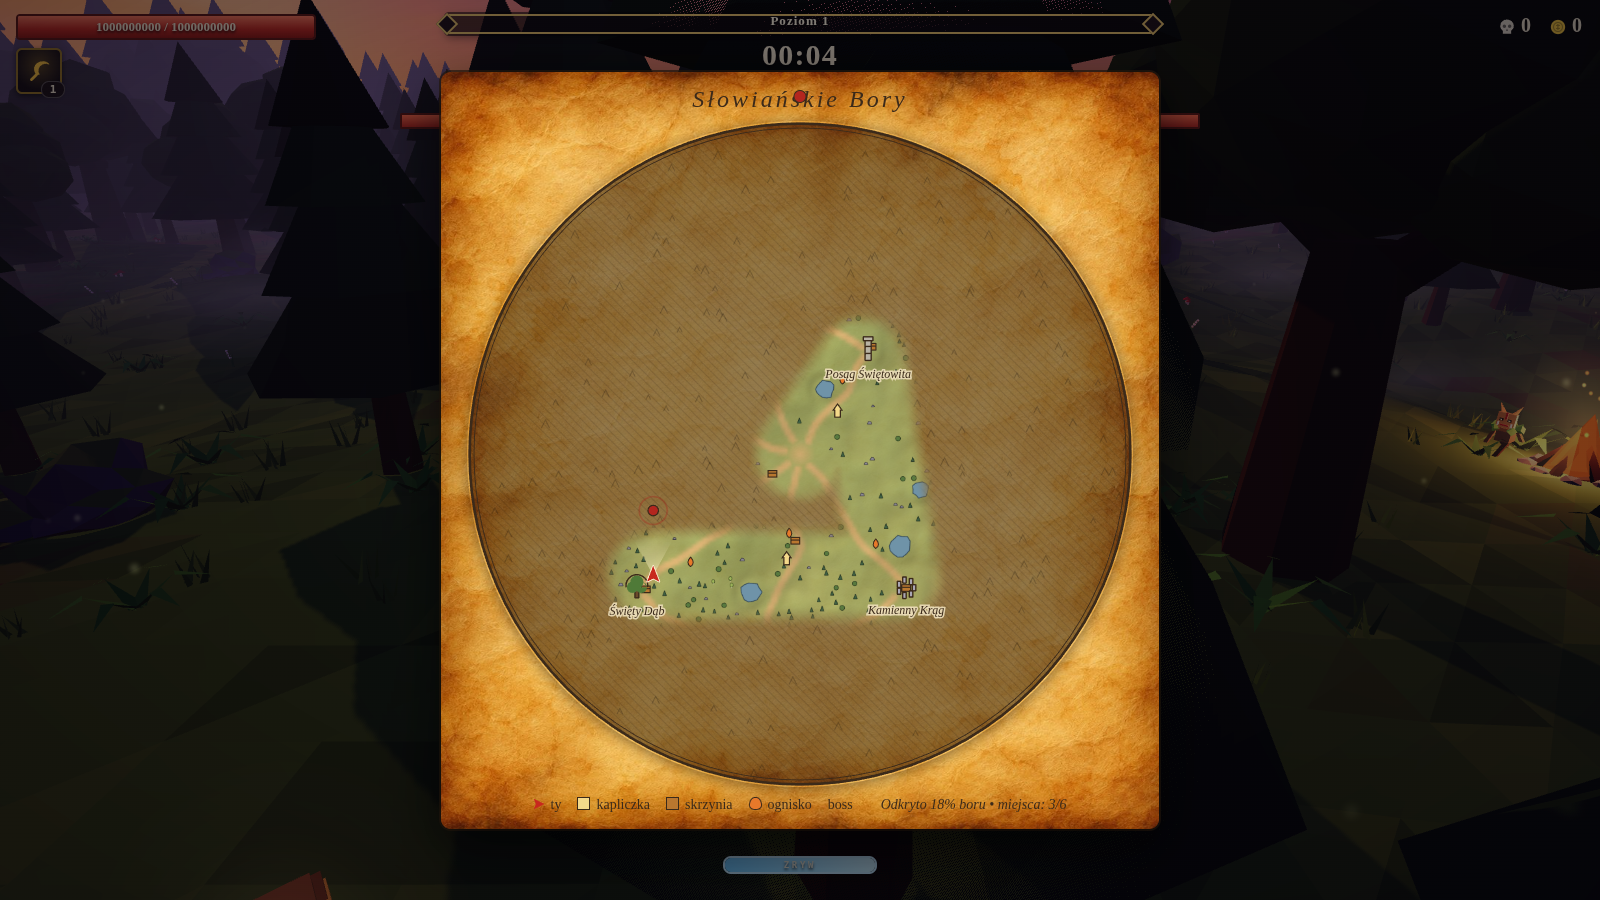 1000000000 / 1000000000
Poziom 1
0
0
00:04
1
Słowiańskie Bory
Posąg Świętowita
Święty Dąb
Kamienny Krąg
ty
kapliczka
skrzynia
ognisko
boss
Odkryto 18% boru • miejsca: 3/6
ZRYW